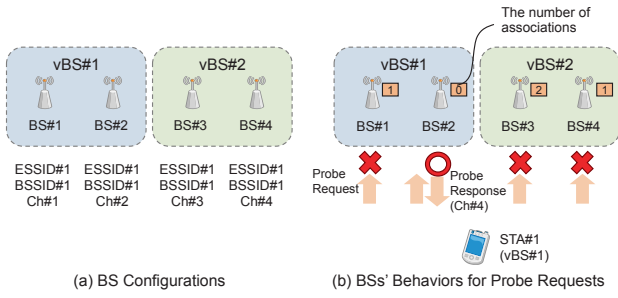 The number of
associations
vBS#1
vBS#2
BS#1
BS#2
BS#3
BS#4
ESSID#1
BSSID#1
Ch#1
ESSID#1
BSSID#1
Ch#2
ESSID#1
BSSID#1
Ch#3
ESSID#1
BSSID#1
Ch#4
(a) BS Configurations
vBS#1
vBS#2
1
0
2
1
BS#1
BS#2
BS#3
BS#4
Probe
Request
Probe
Response
(Ch#4)
STA#1
(vBS#1)
(b) BSs' Behaviors for Probe Requests